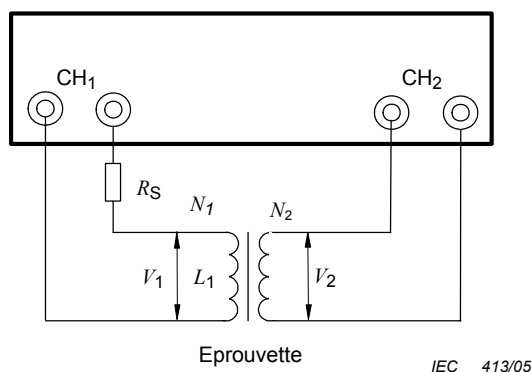 CH1 CH2
RS
N1 N2
V1 L1 V2
Eprouvette
IEC 413/05